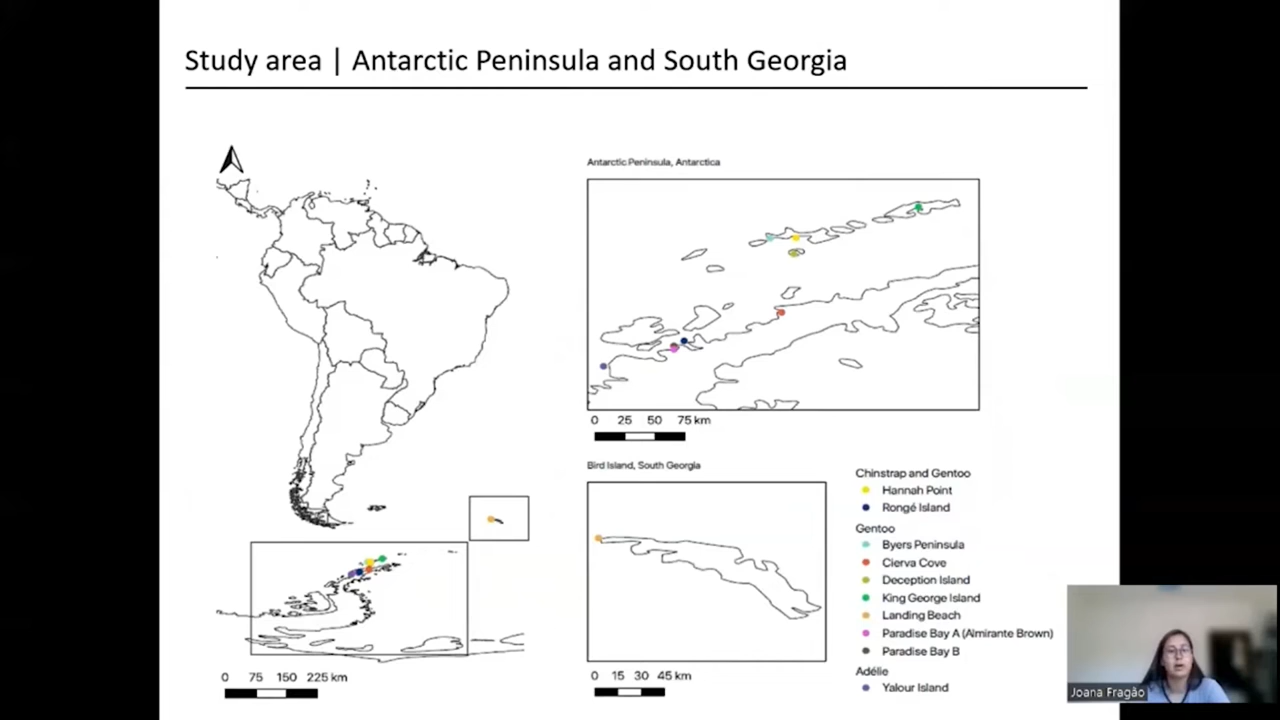 Study area | Antarctic Peninsula and South Georgia
Antarctic Peninsula, Antarctica
0 25 50 75 km
Bird Island, South Georgia
0 15 30 45 km
0 75 150 225 km
Chinstrap and Gentoo
Hannah Point
Rongé Island
Gentoo
Byers Peninsula
Cierva Cove
Deception Island
King George Island
Landing Beach
Paradise Bay A (Almirante Brown)
Paradise Bay B
Adélie
Yalour Island
Joana Fragão